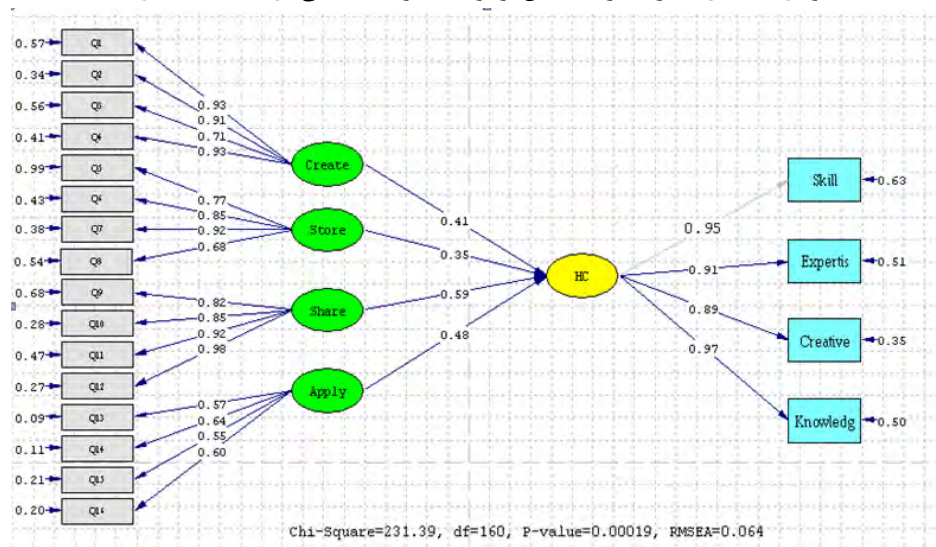 0.57 Q1
0.34 Q2
0.56 Q3
0.41 Q4
0.99 Q5
0.43 Q6
0.38 Q7
0.54 Q8
0.68 Q9
0.28 Q10
0.47 Q11
0.27 Q12
0.09 Q13
0.11 Q14
0.21 Q15
0.20 Q16
0.93
0.91
0.71
0.93
0.77
0.85
0.92
0.68
0.82
0.85
0.92
0.98
0.57
0.64
0.55
0.60
Create
Store
Share
Apply
0.41
0.35
0.59
0.48
HC
0.95
0.91
0.89
0.97
Skill 0.63
Expertis 0.51
Creative 0.35
Knowledg 0.50
Chi-Square=231.39, df=160, P-value=0.00019, RMSEA=0.064